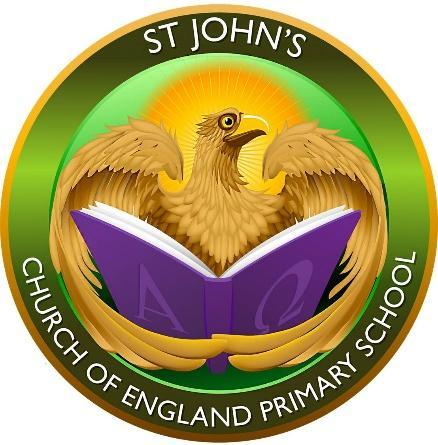 ST JOHN'S
Α Ω
CHURCH OF ENGLAND PRIMARY SCHOOL